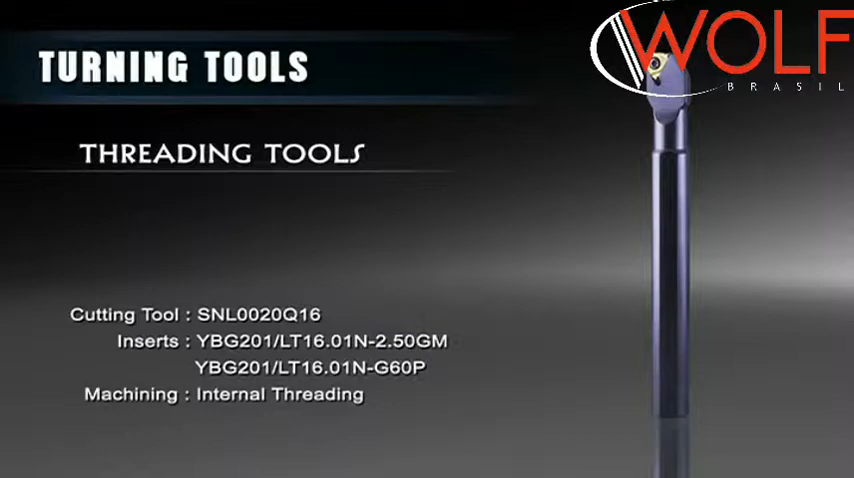 WOLF
BRASIL
TURNING TOOLS
THREADING TOOLS
Cutting Tool : SNL0020Q16
Inserts : YBG201/LT16.01N-2.50GM
YBG201/LT16.01N-G60P
Machining : Internal Threading